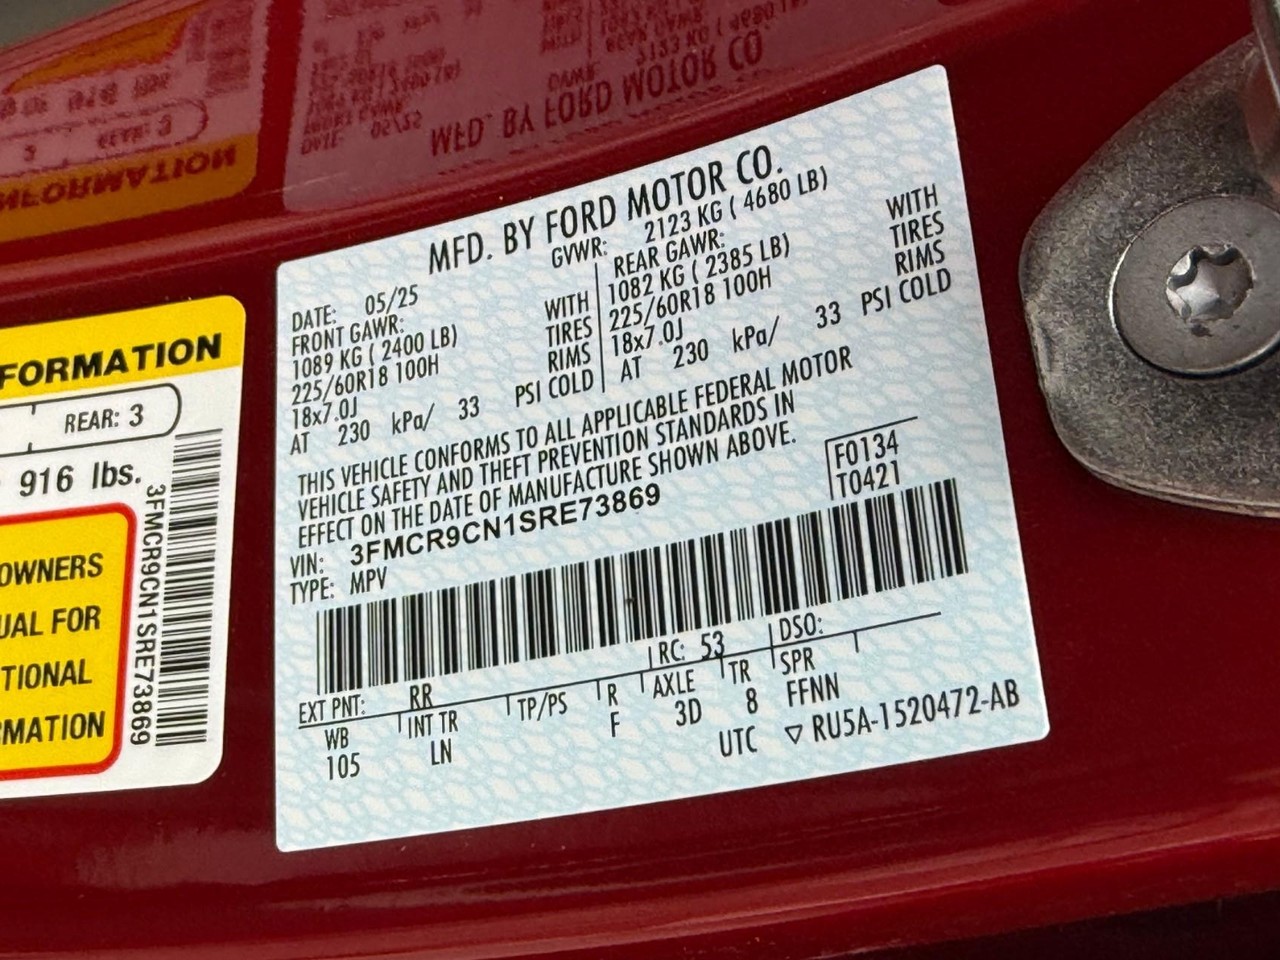 MFD. BY FORD MOTOR CO.
DATE: 05/25 GVWR: 2123 KG ( 4680 LB)
FRONT GAWR: REAR GAWR:
1089 KG ( 2400 LB) WITH 1082 KG ( 2385 LB) WITH
225/60R18 100H TIRES 225/60R18 100H TIRES
18x7.0J RIMS 18x7.0J RIMS
AT 230 kPa/ 33 PSI COLD AT 230 kPa/ 33 PSI COLD
THIS VEHICLE CONFORMS TO ALL APPLICABLE FEDERAL MOTOR
VEHICLE SAFETY AND THEFT PREVENTION STANDARDS IN
EFFECT ON THE DATE OF MANUFACTURE SHOWN ABOVE.
VIN: 3FMCR9CN1SRE73869
TYPE: MPV
F0134
T0421
EXT PNT: RR RC: 53 DSO:
WB INT TR TP/PS R AXLE TR SPR
105 LN F 3D 8 FFNN
UTC ▽ RU5A-1520472-AB
FORMATION
REAR: 3
916 lbs.
OWNERS
UAL FOR
TIONAL
RMATION
3FMCR9CN1SRE73869